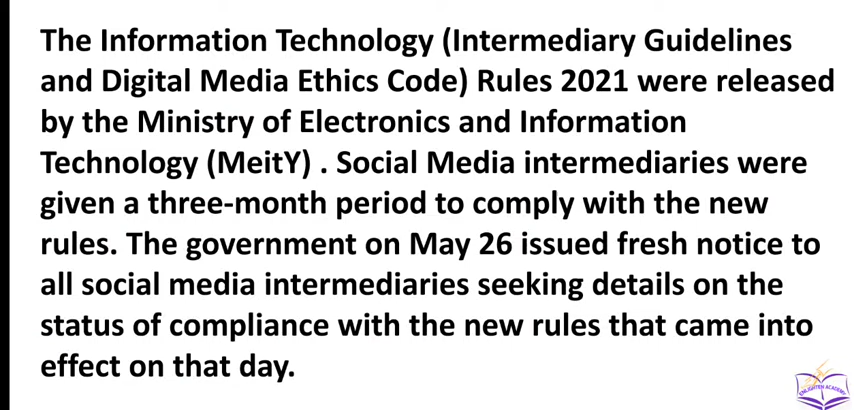 The Information Technology (Intermediary Guidelines
and Digital Media Ethics Code) Rules 2021 were released
by the Ministry of Electronics and Information
Technology (MeitY) . Social Media intermediaries were
given a three-month period to comply with the new
rules. The government on May 26 issued fresh notice to
all social media intermediaries seeking details on the
status of compliance with the new rules that came into
effect on that day.
ENLIGHTEN ACADEMY